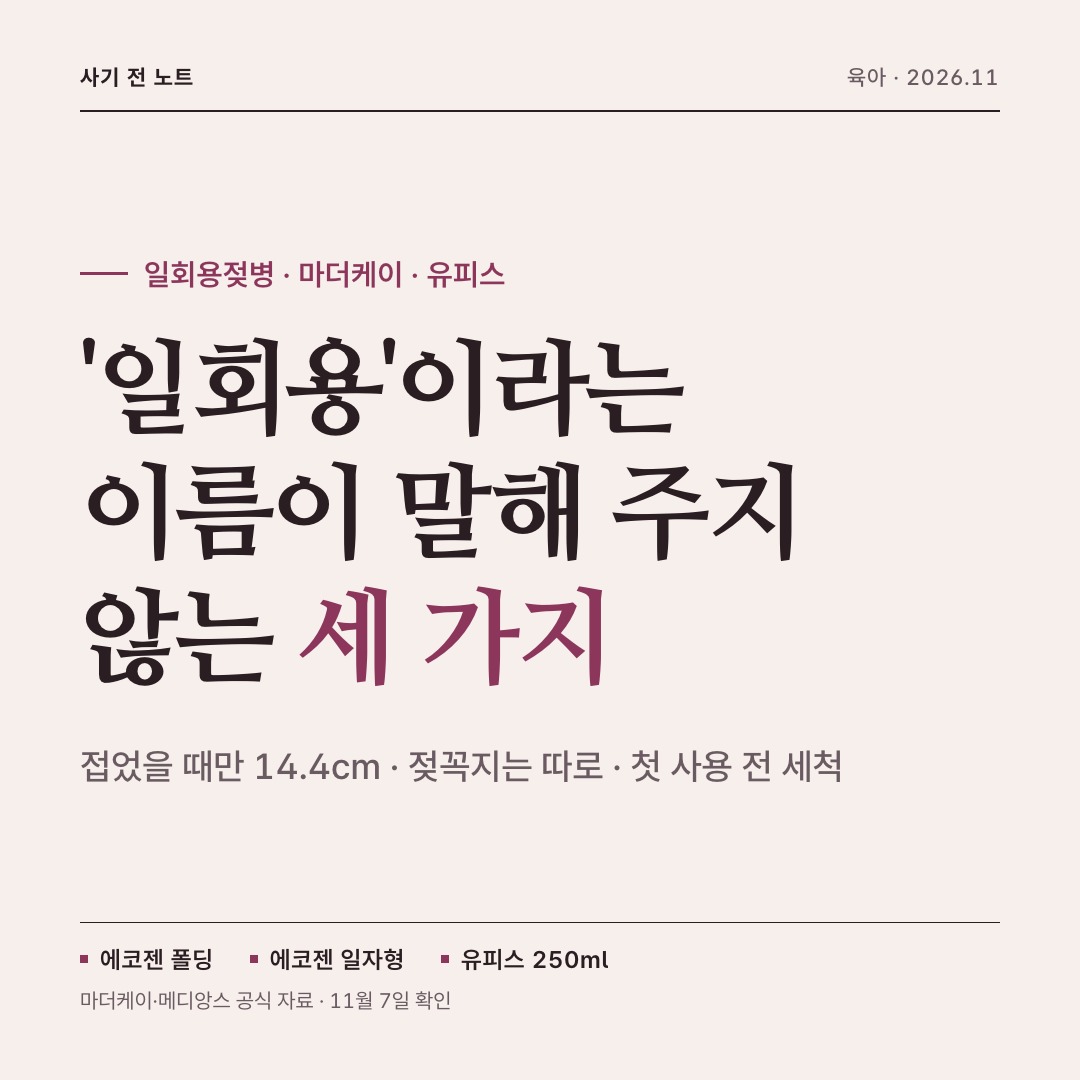 사기 전 노트
육아 · 2026.11
일회용젖병 · 마더케이 · 유피스
'일회용'이라는
이름이 말해 주지
않는 세 가지
접었을 때만 14.4cm · 젖꼭지는 따로 · 첫 사용 전 세척
에코젠 폴딩 에코젠 일자형 유피스 250ml
마더케이·메디앙스 공식 자료 · 11월 7일 확인